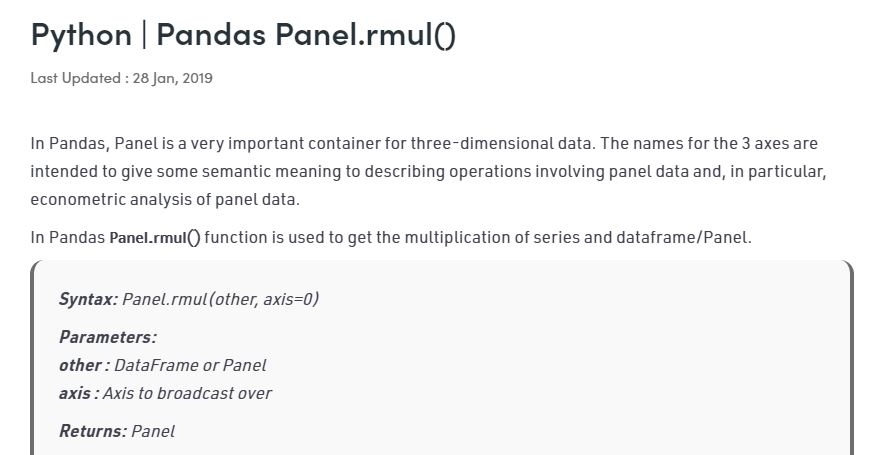 Python | Pandas Panel.rmul()
Last Updated : 28 Jan, 2019
In Pandas, Panel is a very important container for three-dimensional data. The names for the 3 axes are
intended to give some semantic meaning to describing operations involving panel data and, in particular,
econometric analysis of panel data.
In Pandas Panel.rmul() function is used to get the multiplication of series and dataframe/Panel.
Syntax: Panel.rmul(other, axis=0)
Parameters:
other : DataFrame or Panel
axis : Axis to broadcast over
Returns: Panel